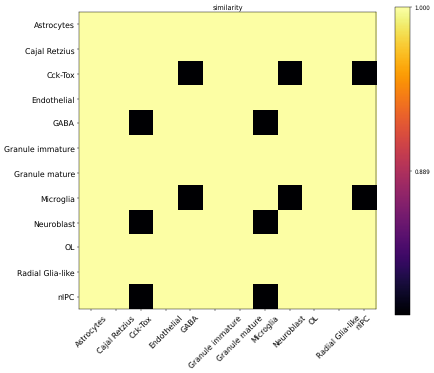 similarity
Astrocytes
Cajal Retzius
Cck-Tox
Endothelial
GABA
Granule immature
Granule mature
Microglia
Neuroblast
OL
Radial Glia-like
nIPC
Astrocytes
Cajal Retzius
Cck-Tox
Endothelial
GABA
Granule immature
Granule mature
Microglia
Neuroblast
OL
Radial Glia-like
nIPC
1.000
0.889